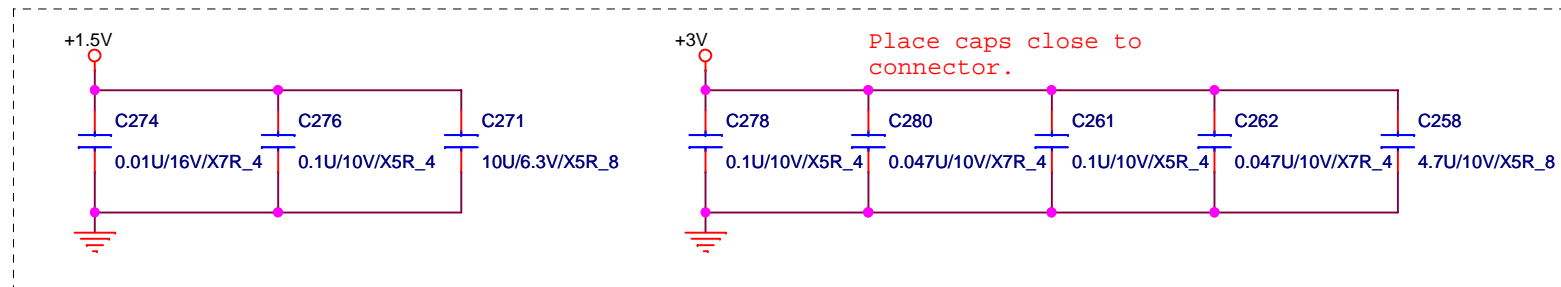 +1.5V
+3V
Place caps close to
connector.
C274
C276
C271
C278
C280
C261
C262
C258
0.01U/16V/X7R_4
0.1U/10V/X5R_4
10U/6.3V/X5R_8
0.1U/10V/X5R_4
0.047U/10V/X7R_4
0.1U/10V/X5R_4
0.047U/10V/X7R_4
4.7U/10V/X5R_8